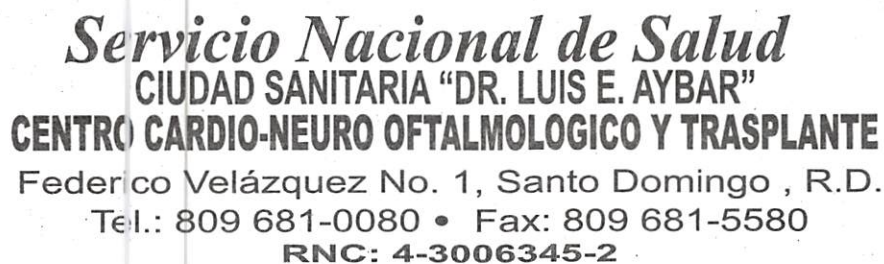 Servicio Nacional de Salud
CIUDAD SANITARIA “DR. LUIS E. AYBAR”
CENTRO CARDIO-NEURO OFTALMOLOGICO Y TRASPLANTE
Federico Velázquez No. 1, Santo Domingo , R.D.
Tel.: 809 681-0080 • Fax: 809 681-5580
RNC: 4-3006345-2